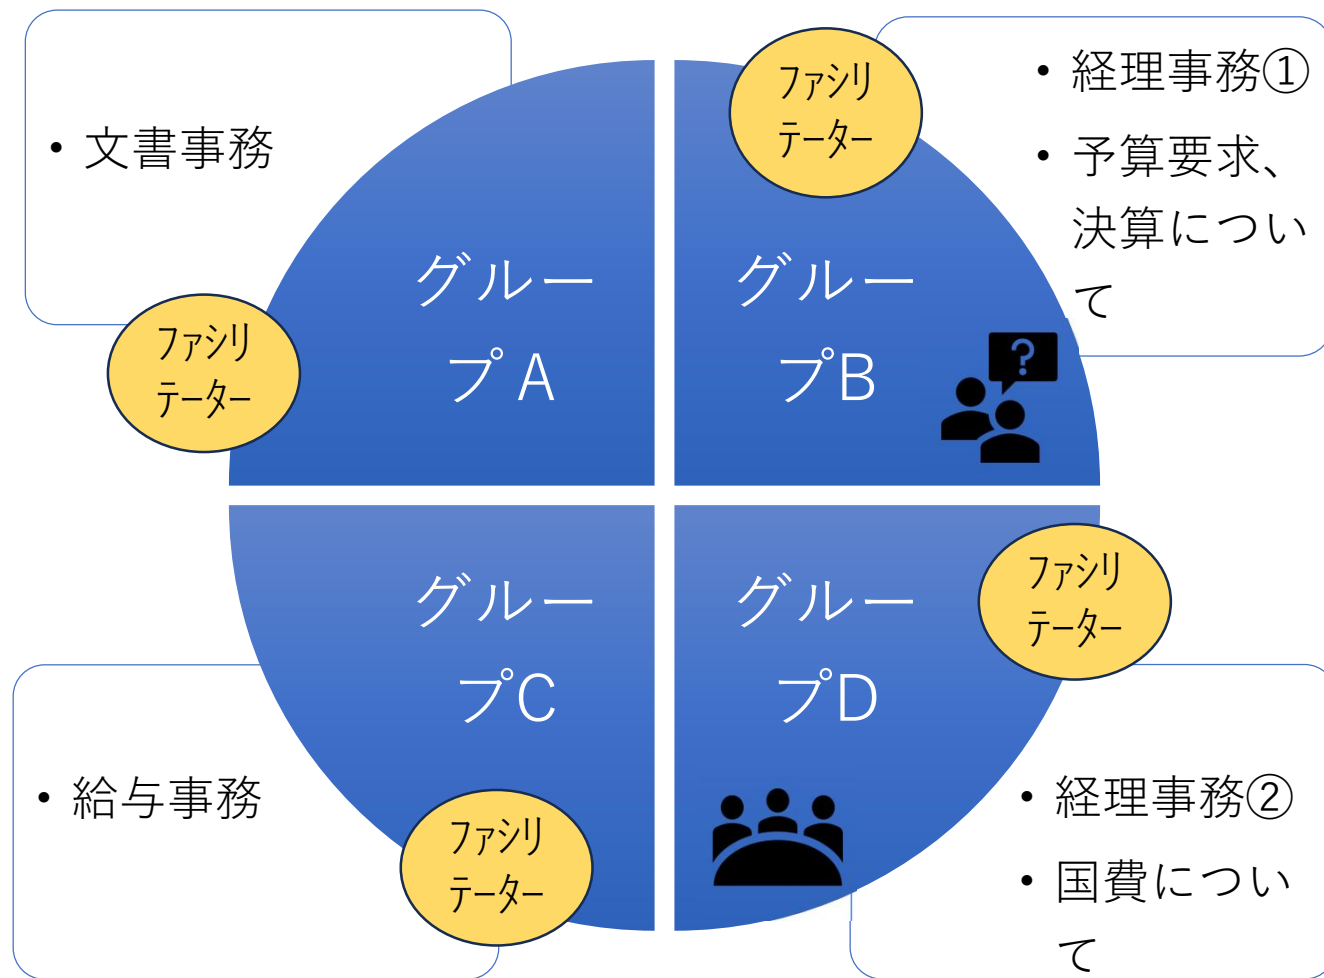 • 文書事務
ファシリ
テーター
グルー
プA
ファシリ
テーター
グルー
プB
?
• 経理事務①
• 予算要求、
決算につい
て
グルー
プC
• 給与事務
ファシリ
テーター
グルー
プD
ファシリ
テーター
• 経理事務②
• 国費につい
て